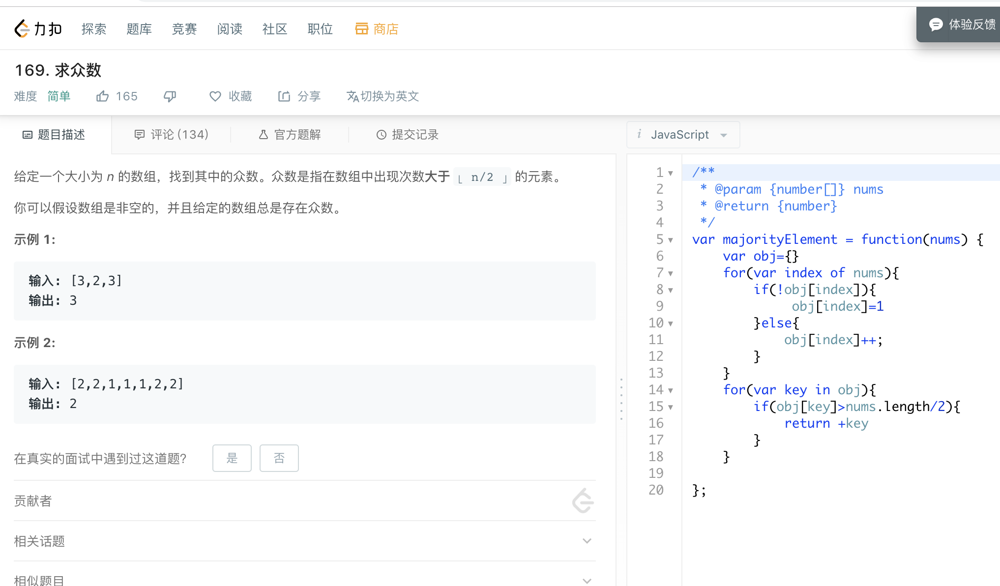 力扣 探索 题库 竞赛 阅读 社区 职位 商店
体验反馈
169. 求众数
难度 简单 165 收藏 分享 切换为英文
题目描述 评论 (134) 官方题解 提交记录
给定一个大小为 n 的数组，找到其中的众数。众数是指在数组中出现次数大于 ⌊ n/2 ⌋ 的元素。
你可以假设数组是非空的，并且给定的数组总是存在众数。
示例 1:
输入: [3,2,3]
输出: 3
示例 2:
输入: [2,2,1,1,1,2,2]
输出: 2
在真实的面试中遇到过这道题? 是 否
贡献者
相关话题
相似题目
i JavaScript
1 /**
2  * @param {number[]} nums
3  * @return {number}
4  */
5 var majorityElement = function(nums) {
6     var obj={}
7     for(var index of nums){
8         if(!obj[index]){
9              obj[index]=1
10         }else{
11             obj[index]++;
12         }
13     }
14     for(var key in obj){
15         if(obj[key]>nums.length/2){
16             return +key
17         }
18     }
19
20 };